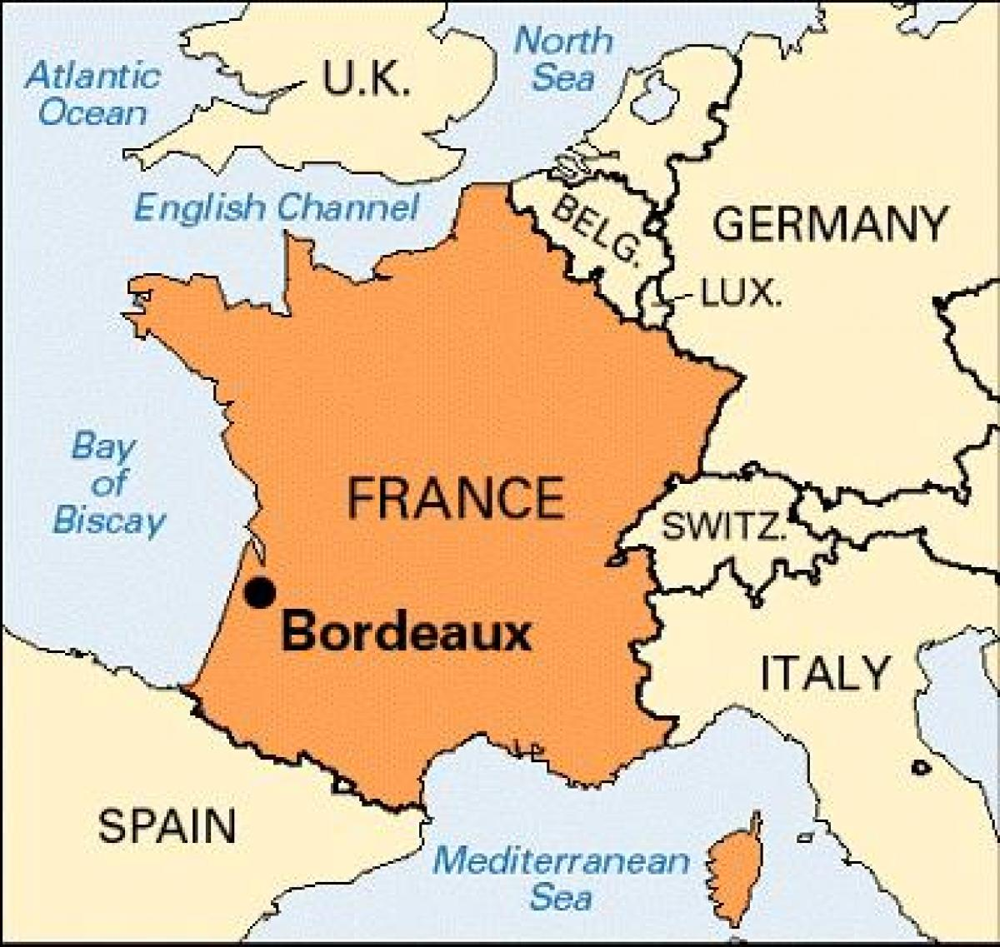 North
Sea
Atlantic
Ocean
U.K.
English Channel
BELG.
GERMANY
LUX.
Bay
of
Biscay
FRANCE
SWITZ.
Bordeaux
ITALY
SPAIN
Mediterranean
Sea